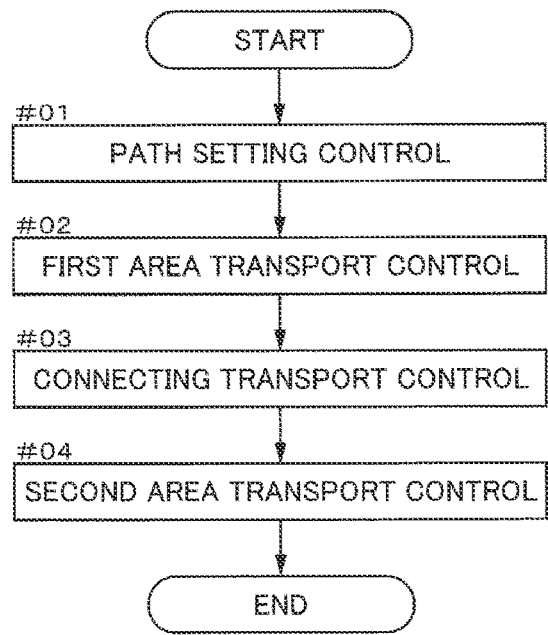 START
#01
PATH SETTING CONTROL
#02
FIRST AREA TRANSPORT CONTROL
#03
CONNECTING TRANSPORT CONTROL
#04
SECOND AREA TRANSPORT CONTROL
END